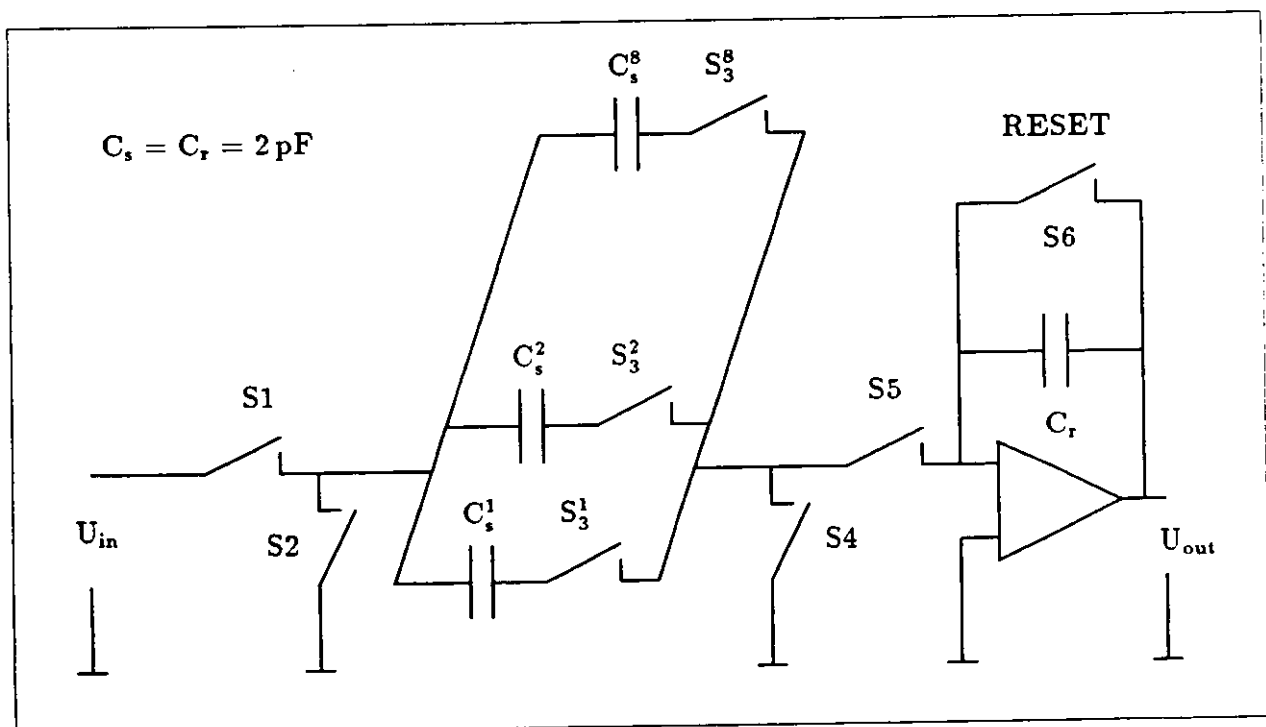 C_s^8
S_3^8
C_s = C_r = 2 pF
RESET
S6
C_s^2
S_3^2
S1
S5
C_r
C_s^1
S_3^1
U_in
S2
S4
U_out